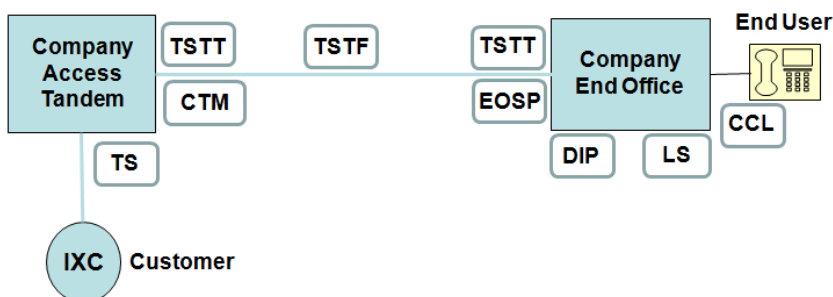 End User
Company
Access
Tandem
TSTT
TSTF
TSTT
Company
End Office
CTM
EOSP
CCL
TS
DIP
LS
IXC
Customer